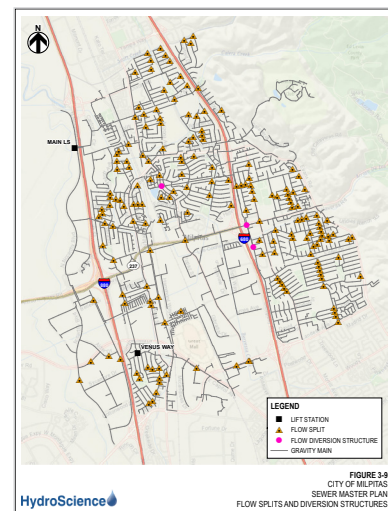 N
MAIN LS
Milpitas
680
237
880
VENUS WAY
LEGEND
LIFT STATION
FLOW SPLIT
FLOW DIVERSION STRUCTURE
GRAVITY MAIN
FIGURE 3-9
CITY OF MILPITAS
SEWER MASTER PLAN
HydroScience
FLOW SPLITS AND DIVERSION STRUCTURES